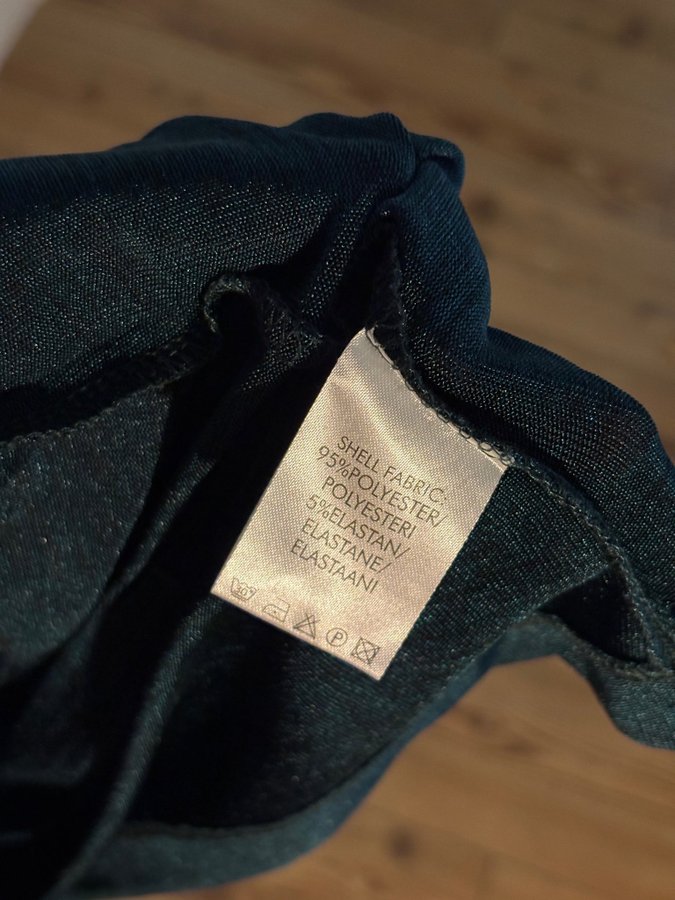 SHELL FABRIC:
95%POLYESTER/
POLYESTERI
5%ELASTAN/
ELASTANE/
ELASTAANI
P